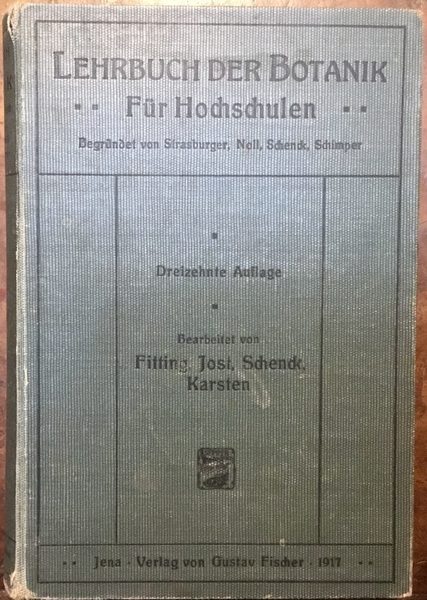 LEHRBUCH DER BOTANIK
Für Hochschulen
Begründet von Strasburger, Noll, Schenck, Schimper
Dreizehnte Auflage
Bearbeitet von
Fitting, Jost, Schenck,
Karsten
Jena · Verlag von Gustav Fischer · 1917